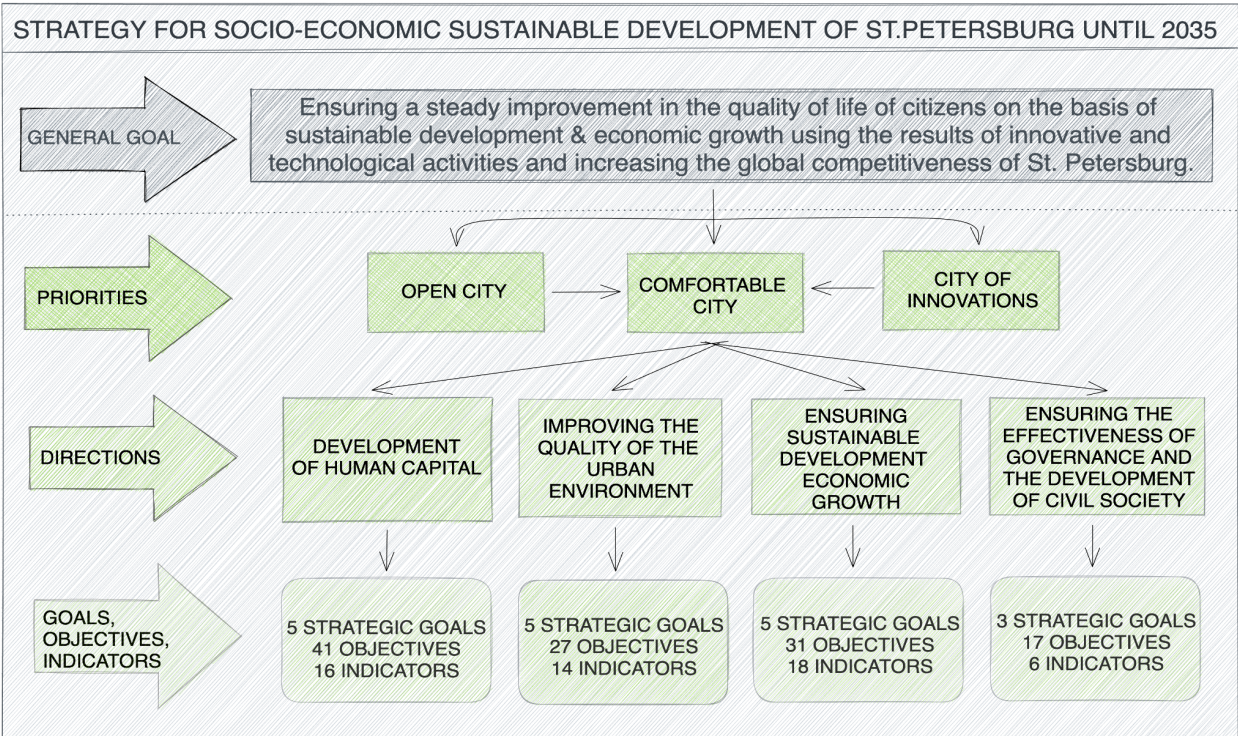 STRATEGY FOR SOCIO-ECONOMIC SUSTAINABLE DEVELOPMENT OF ST.PETERSBURG UNTIL 2035
GENERAL GOAL
Ensuring a steady improvement in the quality of life of citizens on the basis of
sustainable development & economic growth using the results of innovative and
technological activities and increasing the global competitiveness of St. Petersburg.
PRIORITIES
OPEN CITY
COMFORTABLE
CITY
CITY OF
INNOVATIONS
DIRECTIONS
DEVELOPMENT
OF HUMAN CAPITAL
IMPROVING THE
QUALITY OF THE
URBAN
ENVIRONMENT
ENSURING
SUSTAINABLE
DEVELOPMENT
ECONOMIC
GROWTH
ENSURING THE
EFFECTIVENESS OF
GOVERNANCE AND
THE DEVELOPMENT
OF CIVIL SOCIETY
GOALS,
OBJECTIVES,
INDICATORS
5 STRATEGIC GOALS
41 OBJECTIVES
16 INDICATORS
5 STRATEGIC GOALS
27 OBJECTIVES
14 INDICATORS
5 STRATEGIC GOALS
31 OBJECTIVES
18 INDICATORS
3 STRATEGIC GOALS
17 OBJECTIVES
6 INDICATORS